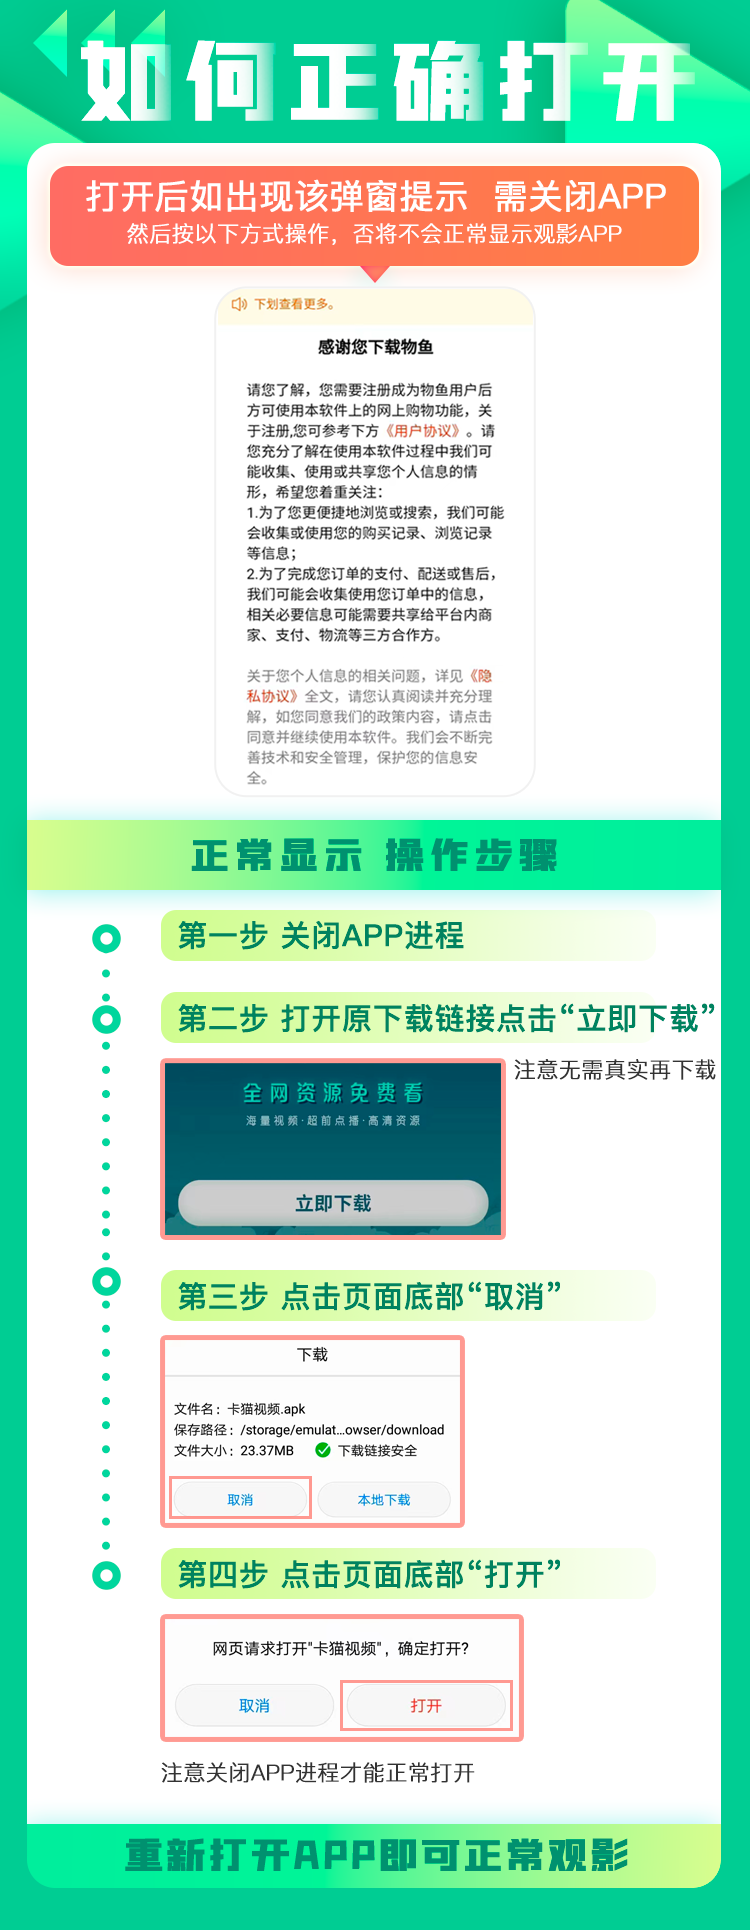 如何正确打开
打开后如出现该弹窗提示 需关闭APP
然后按以下方式操作，否将不会正常显示观影APP
下划查看更多。
感谢您下载物鱼
请您了解，您需要注册成为物鱼用户后
方可使用本软件上的网上购物功能，关
于注册,您可参考下方《用户协议》。请
您充分了解在使用本软件过程中我们可
能收集、使用或共享您个人信息的情
形，希望您着重关注：
1.为了您更便捷地浏览或搜索，我们可能
会收集或使用您的购买记录、浏览记录
等信息；
2.为了完成您订单的支付、配送或售后，
我们可能会收集使用您订单中的信息，
相关必要信息可能需要共享给平台内商
家、支付、物流等三方合作方。
关于您个人信息的相关问题，详见《隐
私协议》全文，请您认真阅读并充分理
解，如您同意我们的政策内容，请点击
同意并继续使用本软件。我们会不断完
善技术和安全管理，保护您的信息安
全。
正常显示 操作步骤
第一步 关闭APP进程
第二步 打开原下载链接点击“立即下载”
注意无需真实再下载
全网资源免费看
海量视频·超前点播·高清资源
立即下载
第三步 点击页面底部“取消”
下载
文件名：卡猫视频.apk
保存路径：/storage/emulat...owser/download
文件大小：23.37MB 下载链接安全
取消 本地下载
第四步 点击页面底部“打开”
网页请求打开"卡猫视频"，确定打开?
取消 打开
注意关闭APP进程才能正常打开
重新打开APP即可正常观影